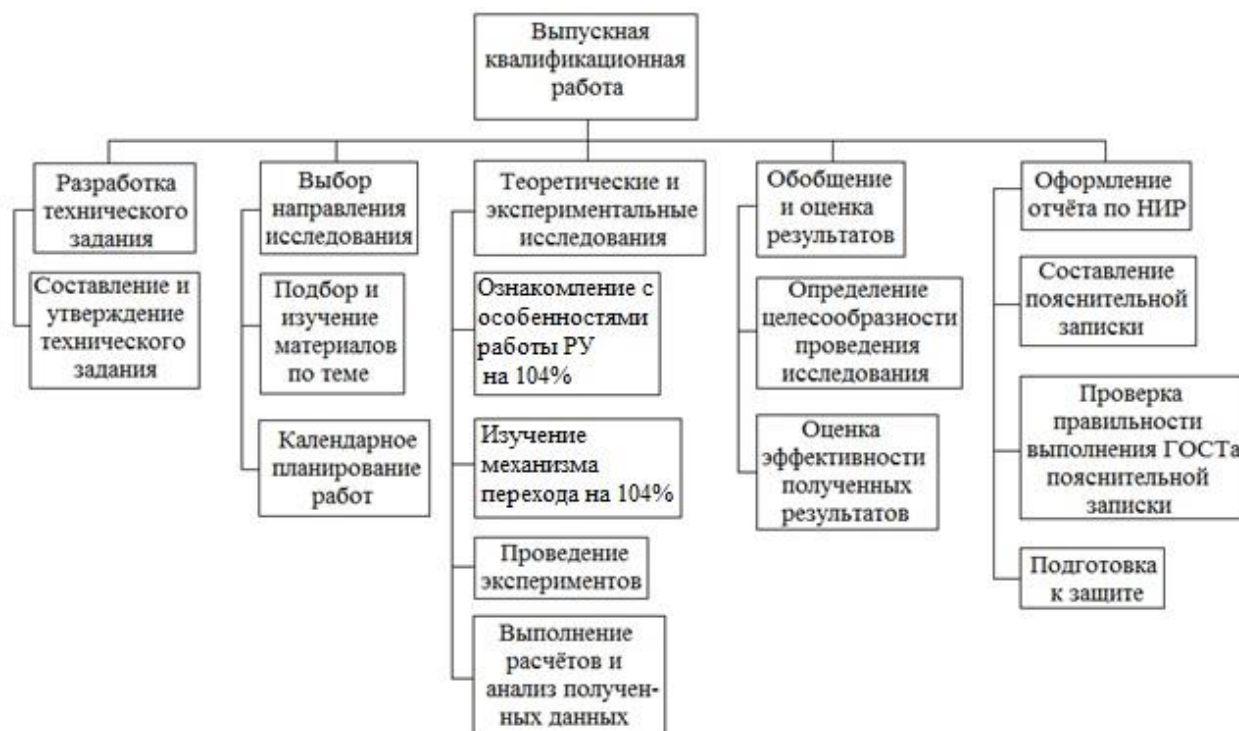 Выпускная
квалификационная
работа
Разработка
технического
задания
Составление и
утверждение
технического
задания
Выбор
направления
исследования
Подбор и
изучение
материалов
по теме
Календарное
планирование
работ
Теоретические и
экспериментальные
исследования
Ознакомление с
особенностями
работы РУ
на 104%
Изучение
механизма
перехода на 104%
Проведение
экспериментов
Выполнение
расчётов и
анализ получен-
ных данных
Обобщение
и оценка
результатов
Определение
целесообразности
проведения
исследования
Оценка
эффективности
полученных
результатов
Оформление
отчёта по НИР
Составление
пояснительной
записки
Проверка
правильности
выполнения ГОСТа
пояснительной
записки
Подготовка
к защите